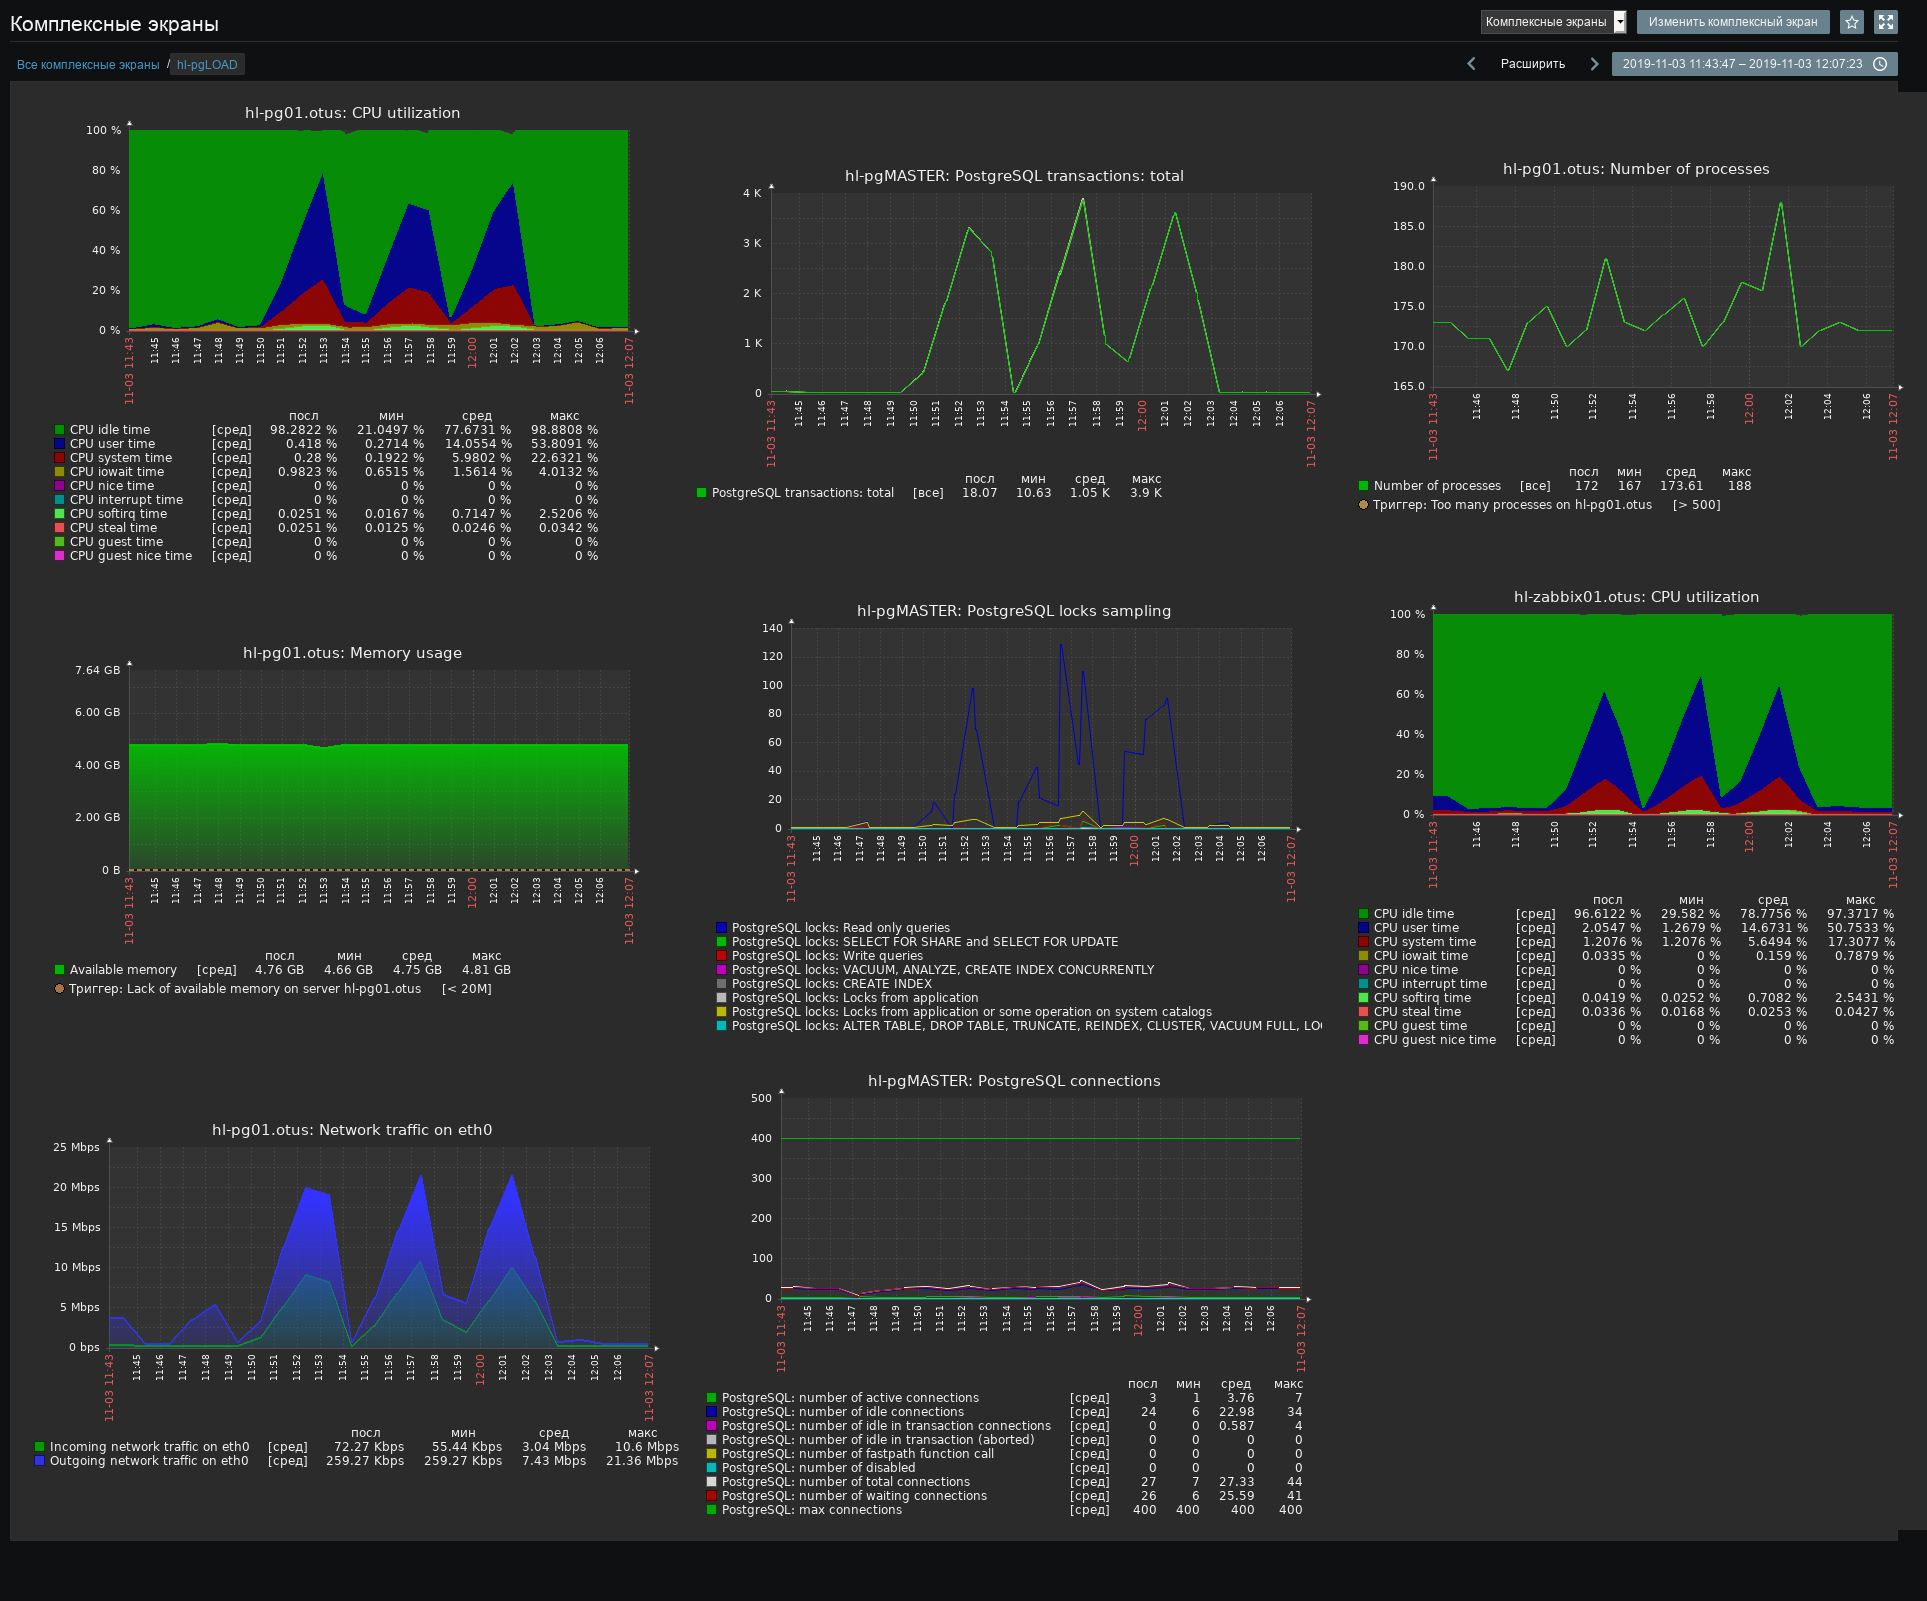 Комплексные экраны
Комплексные экраны
Изменить комплексный экран
Все комплексные экраны / hl-pgLOAD
Расширить
2019-11-03 11:43:47 – 2019-11-03 12:07:23
hl-pg01.otus: CPU utilization
100 %
80 %
60 %
40 %
20 %
0 %
11-03 11:43 11:45 11:46 11:47 11:48 11:49 11:50 11:51 11:52 11:53 11:54 11:55 11:56 11:57 11:58 11:59 12:00 12:01 12:02 12:03 12:04 12:05 12:06 11-03 12:07
посл мин сред макс
CPU idle time [сред] 98.2822 % 21.0497 % 77.6731 % 98.8808 %
CPU user time [сред] 0.418 % 0.2714 % 14.0554 % 53.8091 %
CPU system time [сред] 0.28 % 0.1922 % 5.9802 % 22.6321 %
CPU iowait time [сред] 0.9823 % 0.6515 % 1.5614 % 4.0132 %
CPU nice time [сред] 0 % 0 % 0 % 0 %
CPU interrupt time [сред] 0 % 0 % 0 % 0 %
CPU softirq time [сред] 0.0251 % 0.0167 % 0.7147 % 2.5206 %
CPU steal time [сред] 0.0251 % 0.0125 % 0.0246 % 0.0342 %
CPU guest time [сред] 0 % 0 % 0 % 0 %
CPU guest nice time [сред] 0 % 0 % 0 % 0 %
hl-pgMASTER: PostgreSQL transactions: total
4 K
3 K
2 K
1 K
0
11-03 11:43 11:45 11:46 11:47 11:48 11:49 11:50 11:51 11:52 11:53 11:54 11:55 11:56 11:57 11:58 11:59 12:00 12:01 12:02 12:03 12:04 12:05 12:06 11-03 12:07
посл мин сред макс
PostgreSQL transactions: total [все] 18.07 10.63 1.05 K 3.9 K
hl-pg01.otus: Number of processes
190.0
185.0
180.0
175.0
170.0
165.0
11-03 11:43 11:46 11:48 11:50 11:52 11:54 11:56 11:58 12:00 12:02 12:04 12:06 11-03 12:07
посл мин сред макс
Number of processes [все] 172 167 173.61 188
Триггер: Too many processes on hl-pg01.otus [> 500]
hl-pg01.otus: Memory usage
7.64 GB
6.00 GB
4.00 GB
2.00 GB
0 B
11-03 11:43 11:45 11:46 11:47 11:48 11:49 11:50 11:51 11:52 11:53 11:54 11:55 11:56 11:57 11:58 11:59 12:00 12:01 12:02 12:03 12:04 12:05 12:06 11-03 12:07
посл мин сред макс
Available memory [сред] 4.76 GB 4.66 GB 4.75 GB 4.81 GB
Триггер: Lack of available memory on server hl-pg01.otus [< 20M]
hl-pgMASTER: PostgreSQL locks sampling
140
120
100
80
60
40
20
0
11-03 11:43 11:45 11:46 11:47 11:48 11:49 11:50 11:51 11:52 11:53 11:54 11:55 11:56 11:57 11:58 11:59 12:00 12:01 12:02 12:03 12:04 12:05 12:06 11-03 12:07
PostgreSQL locks: Read only queries
PostgreSQL locks: SELECT FOR SHARE and SELECT FOR UPDATE
PostgreSQL locks: Write queries
PostgreSQL locks: VACUUM, ANALYZE, CREATE INDEX CONCURRENTLY
PostgreSQL locks: CREATE INDEX
PostgreSQL locks: Locks from application
PostgreSQL locks: Locks from application or some operation on system catalogs
PostgreSQL locks: ALTER TABLE, DROP TABLE, TRUNCATE, REINDEX, CLUSTER, VACUUM FULL, LO
hl-zabbix01.otus: CPU utilization
100 %
80 %
60 %
40 %
20 %
0 %
11-03 11:43 11:46 11:48 11:50 11:52 11:54 11:56 11:58 12:00 12:02 12:04 12:06 11-03 12:07
посл мин сред макс
CPU idle time [сред] 96.6122 % 29.582 % 78.7756 % 97.3717 %
CPU user time [сред] 2.0547 % 1.2679 % 14.6731 % 50.7533 %
CPU system time [сред] 1.2076 % 1.2076 % 5.6494 % 17.3077 %
CPU iowait time [сред] 0.0335 % 0 % 0.159 % 0.7879 %
CPU nice time [сред] 0 % 0 % 0 % 0 %
CPU interrupt time [сред] 0 % 0 % 0 % 0 %
CPU softirq time [сред] 0.0419 % 0.0252 % 0.7082 % 2.5431 %
CPU steal time [сред] 0.0336 % 0.0168 % 0.0253 % 0.0427 %
CPU guest time [сред] 0 % 0 % 0 % 0 %
CPU guest nice time [сред] 0 % 0 % 0 % 0 %
hl-pg01.otus: Network traffic on eth0
25 Mbps
20 Mbps
15 Mbps
10 Mbps
5 Mbps
0 bps
11-03 11:43 11:45 11:46 11:47 11:48 11:49 11:50 11:51 11:52 11:53 11:54 11:55 11:56 11:57 11:58 11:59 12:00 12:01 12:02 12:03 12:04 12:05 12:06 11-03 12:07
посл мин сред макс
Incoming network traffic on eth0 [сред] 72.27 Kbps 55.44 Kbps 3.04 Mbps 10.6 Mbps
Outgoing network traffic on eth0 [сред] 259.27 Kbps 259.27 Kbps 7.43 Mbps 21.36 Mbps
hl-pgMASTER: PostgreSQL connections
500
400
300
200
100
0
11-03 11:43 11:45 11:46 11:47 11:48 11:49 11:50 11:51 11:52 11:53 11:54 11:55 11:56 11:57 11:58 11:59 12:00 12:01 12:02 12:03 12:04 12:05 12:06 11-03 12:07
посл мин сред макс
PostgreSQL: number of active connections [сред] 3 1 3.76 7
PostgreSQL: number of idle connections [сред] 24 6 22.98 34
PostgreSQL: number of idle in transaction connections [сред] 0 0 0.587 4
PostgreSQL: number of idle in transaction (aborted) [сред] 0 0 0 0
PostgreSQL: number of fastpath function call [сред] 0 0 0 0
PostgreSQL: number of disabled [сред] 0 0 0 0
PostgreSQL: number of total connections [сред] 27 7 27.33 44
PostgreSQL: number of waiting connections [сред] 26 6 25.59 41
PostgreSQL: max connections [сред] 400 400 400 400